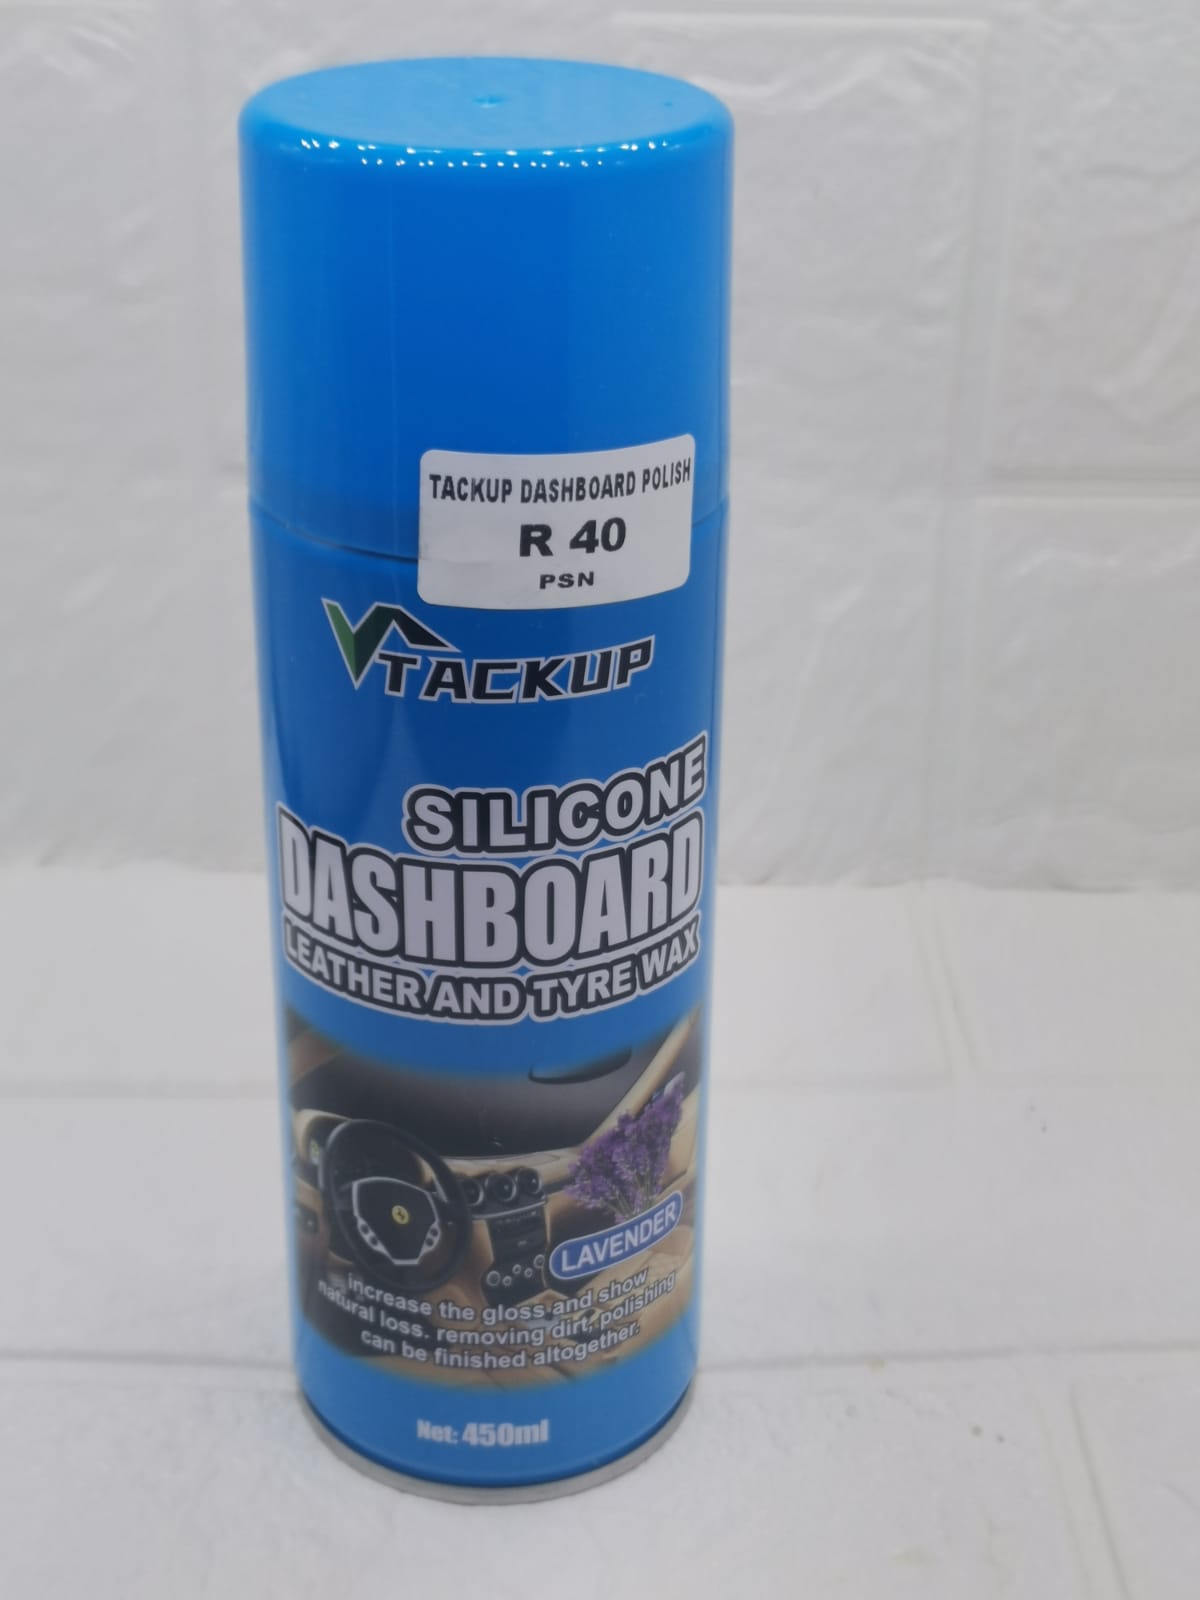 TACKUP DASHBOARD POLISH
R 40
PSN
TACKUP
SILICONE
DASHBOARD
LEATHER AND TYRE WAX
LAVENDER
increase the gloss and show
natural loss. removing dirt, polishing
can be finished altogether.
Net: 450ml